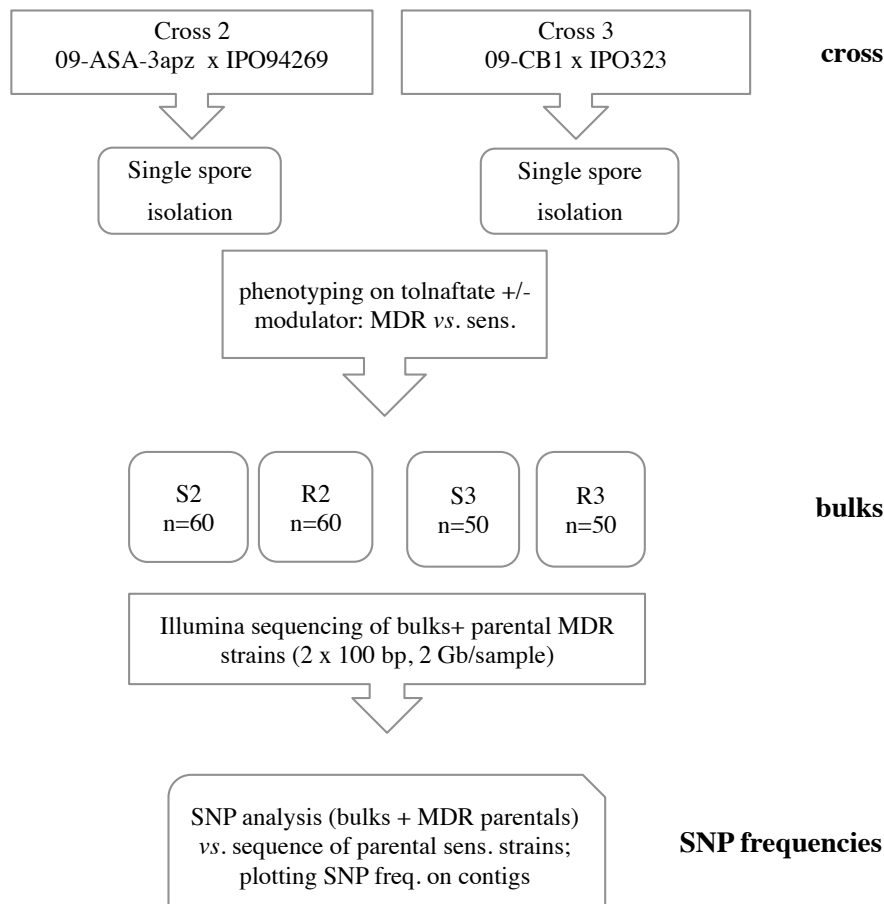 Cross 2
09-ASA-3apz x IPO94269
Cross 3
09-CB1 x IPO323
cross
Single spore
isolation
Single spore
isolation
phenotyping on tolnaftate +/-
modulator: MDR vs. sens.
S2
n=60
R2
n=60
S3
n=50
R3
n=50
bulks
Illumina sequencing of bulks+ parental MDR
strains (2 x 100 bp, 2 Gb/sample)
SNP analysis (bulks + MDR parentals)
vs. sequence of parental sens. strains;
plotting SNP freq. on contigs
SNP frequencies